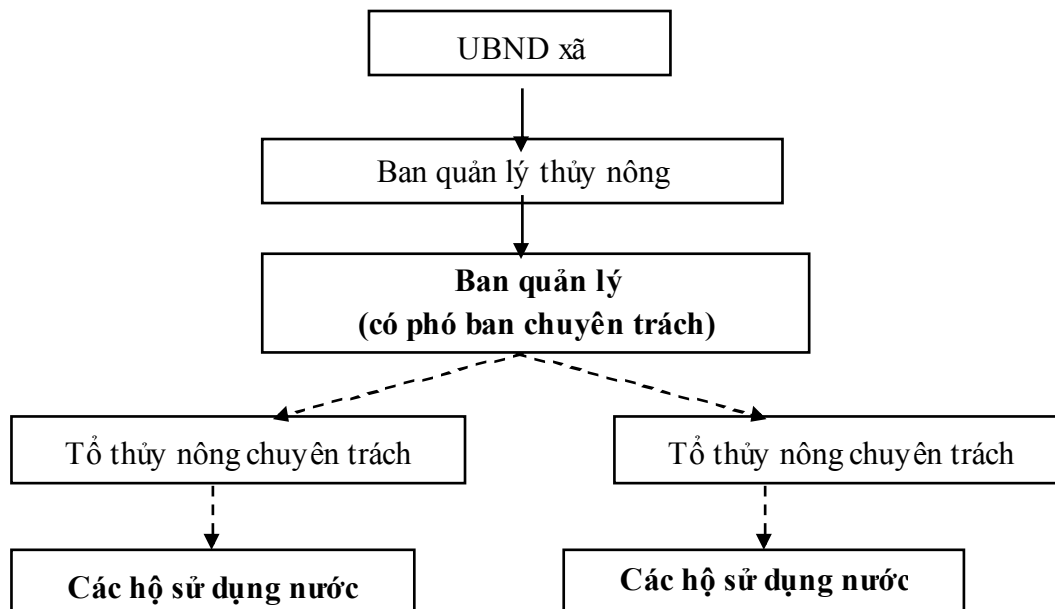 UBND xã
Ban quản lý thủy nông
Ban quản lý
(có phó ban chuyên trách)
Tổ thủy nông chuyên trách
Tổ thủy nông chuyên trách
Các hộ sử dụng nước
Các hộ sử dụng nước